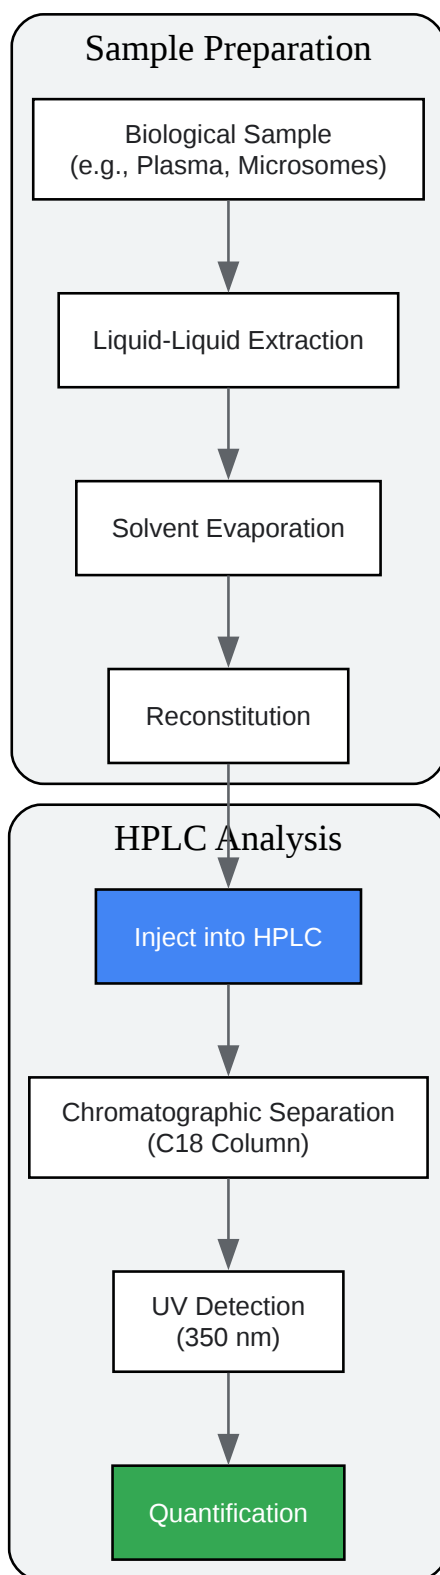 Sample Preparation
Biological Sample
(e.g., Plasma, Microsomes)
Liquid-Liquid Extraction
Solvent Evaporation
Reconstitution
HPLC Analysis
Inject into HPLC
Chromatographic Separation
(C18 Column)
UV Detection
(350 nm)
Quantification